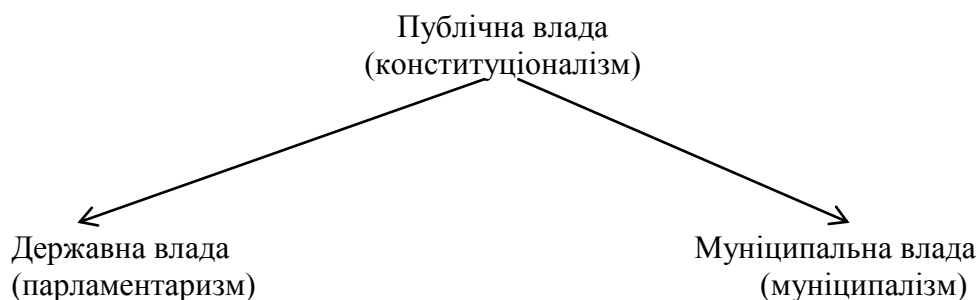 Публічна влада
(конституціоналізм)
Державна влада
(парламентаризм)
Муніципальна влада
(муніципалізм)